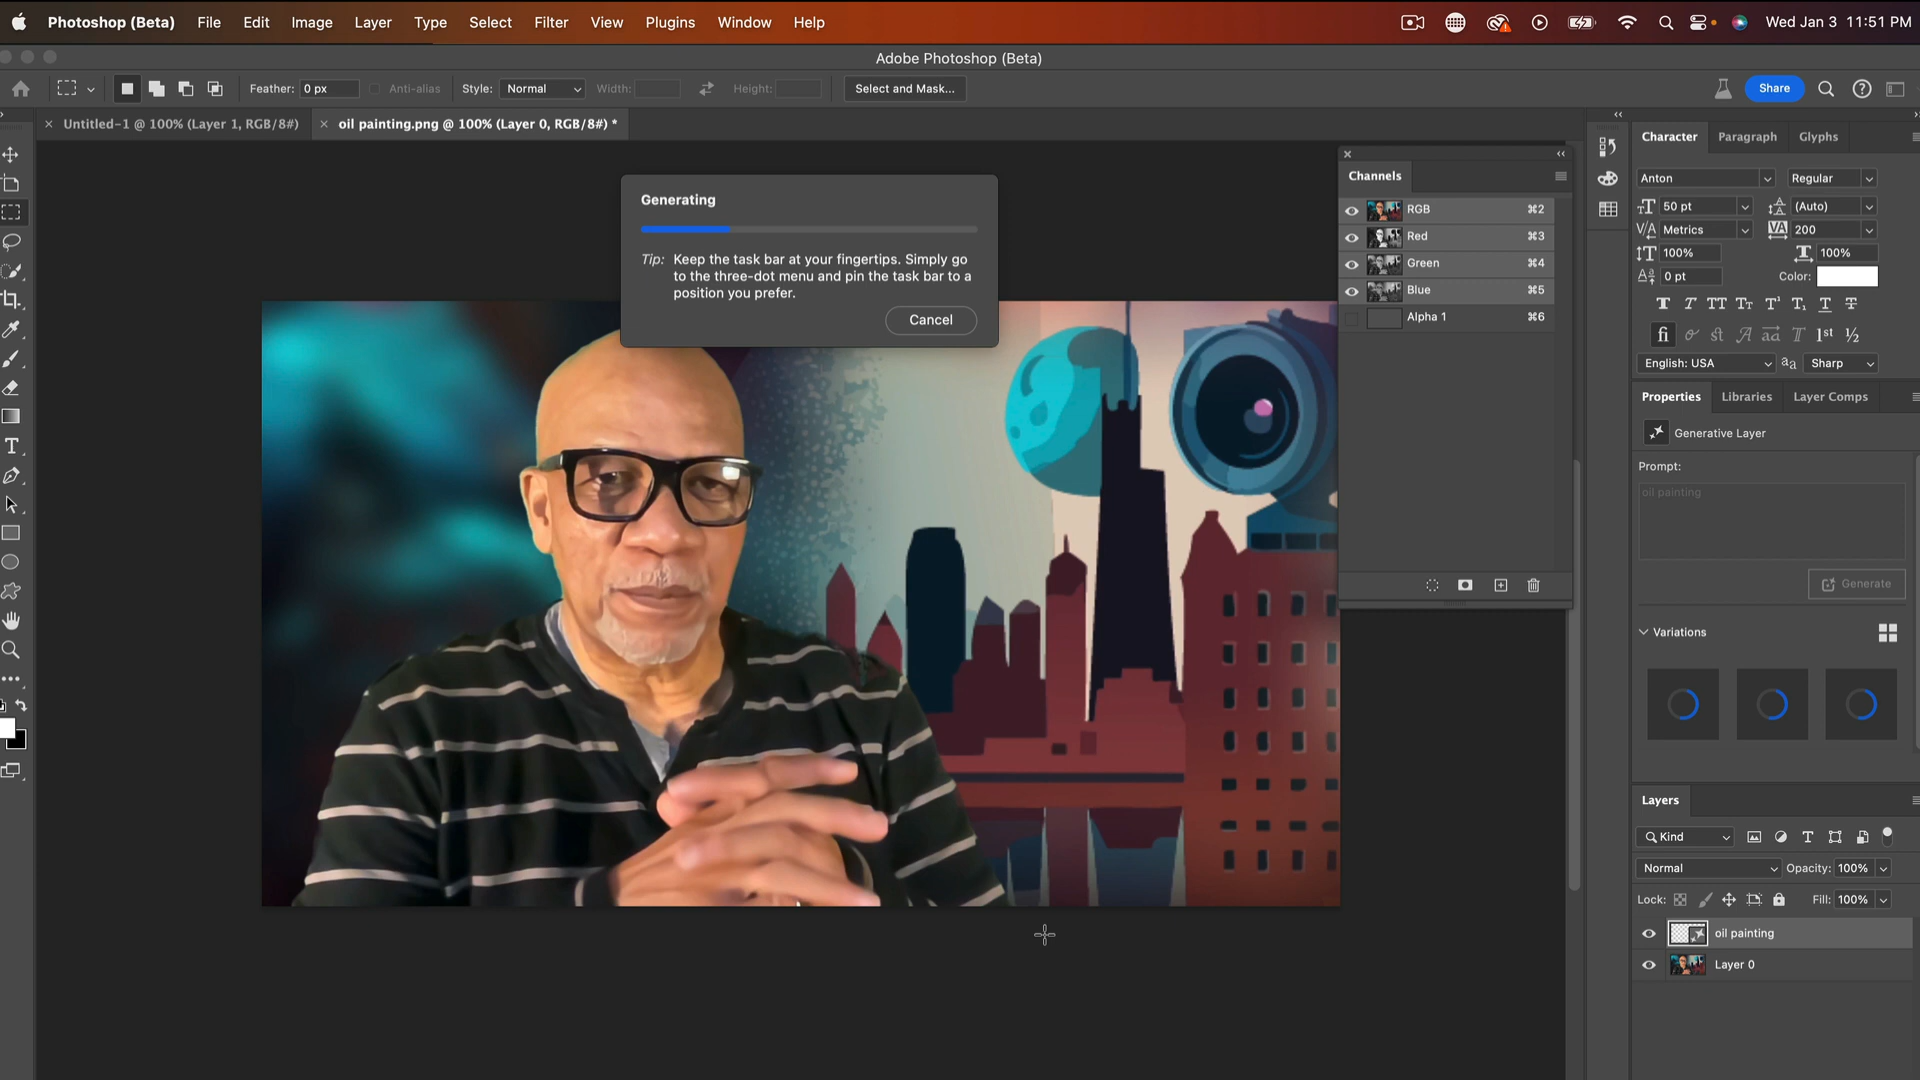 Photoshop (Beta) File Edit Image Layer Type Select Filter View Plugins Window Help Wed Jan 3 11:51 PM
Adobe Photoshop (Beta)
Feather: 0 px Anti-alias Style: Normal Width: Height: Select and Mask... Share
Untitled-1 @ 100% (Layer 1, RGB/8#) oil painting.png @ 100% (Layer 0, RGB/8#) *
Generating
Tip: Keep the task bar at your fingertips. Simply go
to the three-dot menu and pin the task bar to a
position you prefer.
Cancel
Channels
RGB ⌘2
Red ⌘3
Green ⌘4
Blue ⌘5
Alpha 1 ⌘6
Character Paragraph Glyphs
Anton Regular
50 pt (Auto)
Metrics 200
100% 100%
0 pt Color:
English: USA Sharp
Properties Libraries Layer Comps
Generative Layer
Prompt:
oil painting
Generate
Variations
Layers
Kind
Normal Opacity: 100%
Lock: Fill: 100%
oil painting
Layer 0